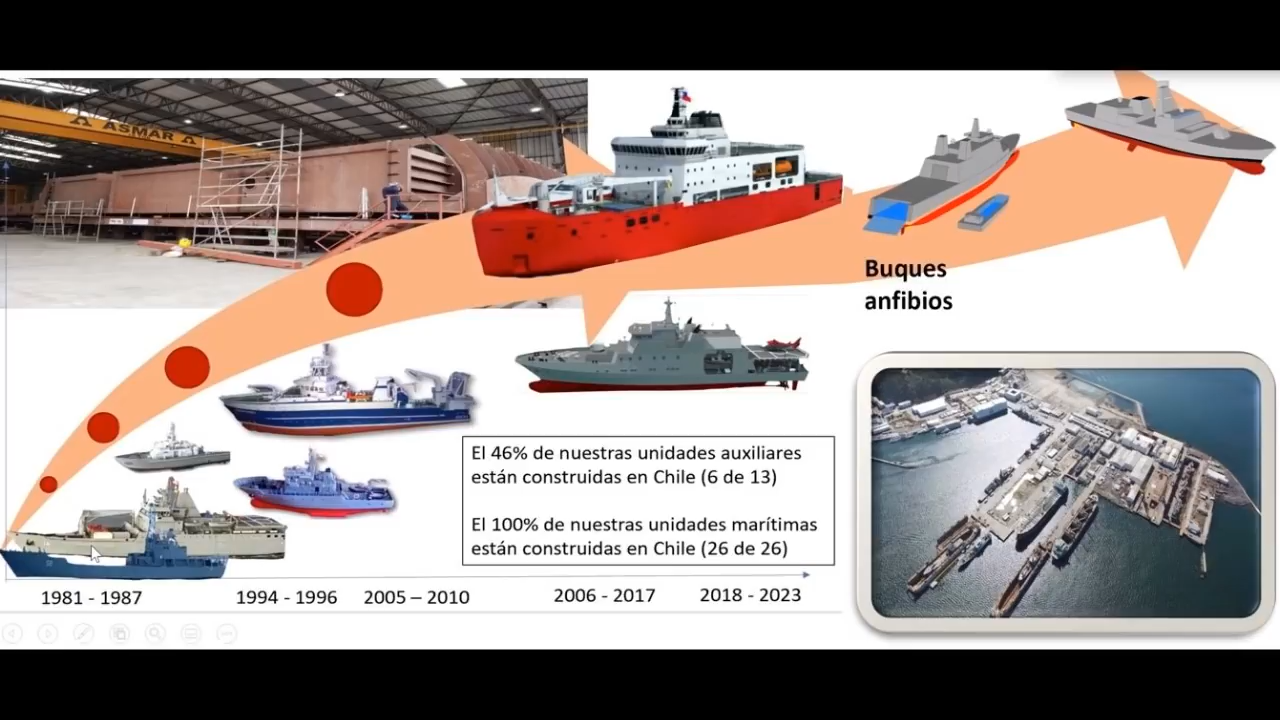 ASMAR
Buques
anfibios
El 46% de nuestras unidades auxiliares
están construidas en Chile (6 de 13)
El 100% de nuestras unidades marítimas
están construidas en Chile (26 de 26)
1981 - 1987
1994 - 1996
2005 – 2010
2006 - 2017
2018 - 2023